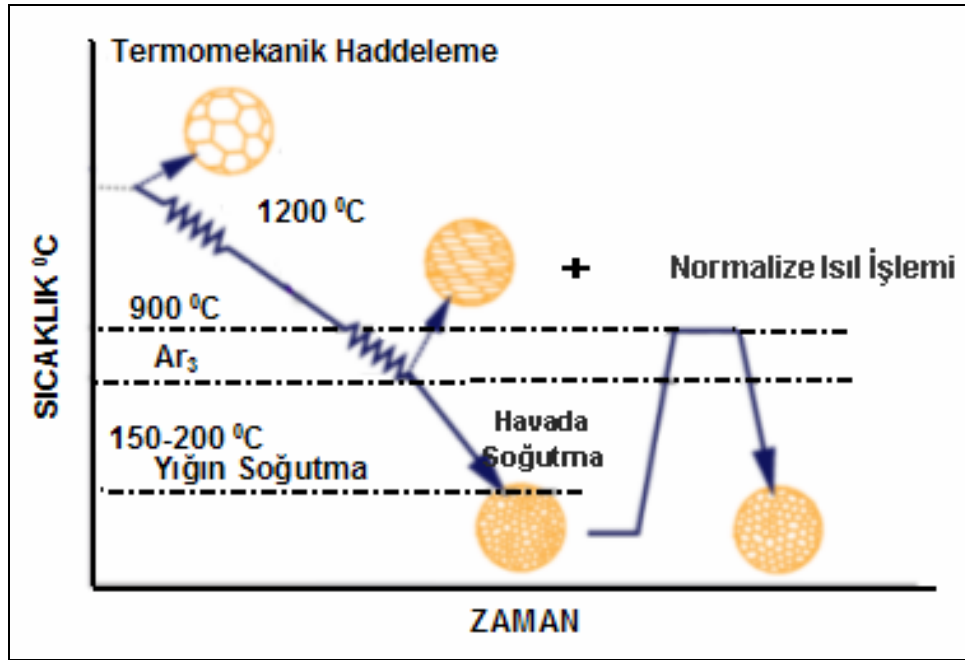 Termomekanik Haddeleme
1200 ⁰C
+
Normalize Isıl İşlemi
900 ⁰C
Ar₃
150-200 ⁰C
Yığın Soğutma
Havada
Soğutma
SICAKLIK ⁰C
ZAMAN